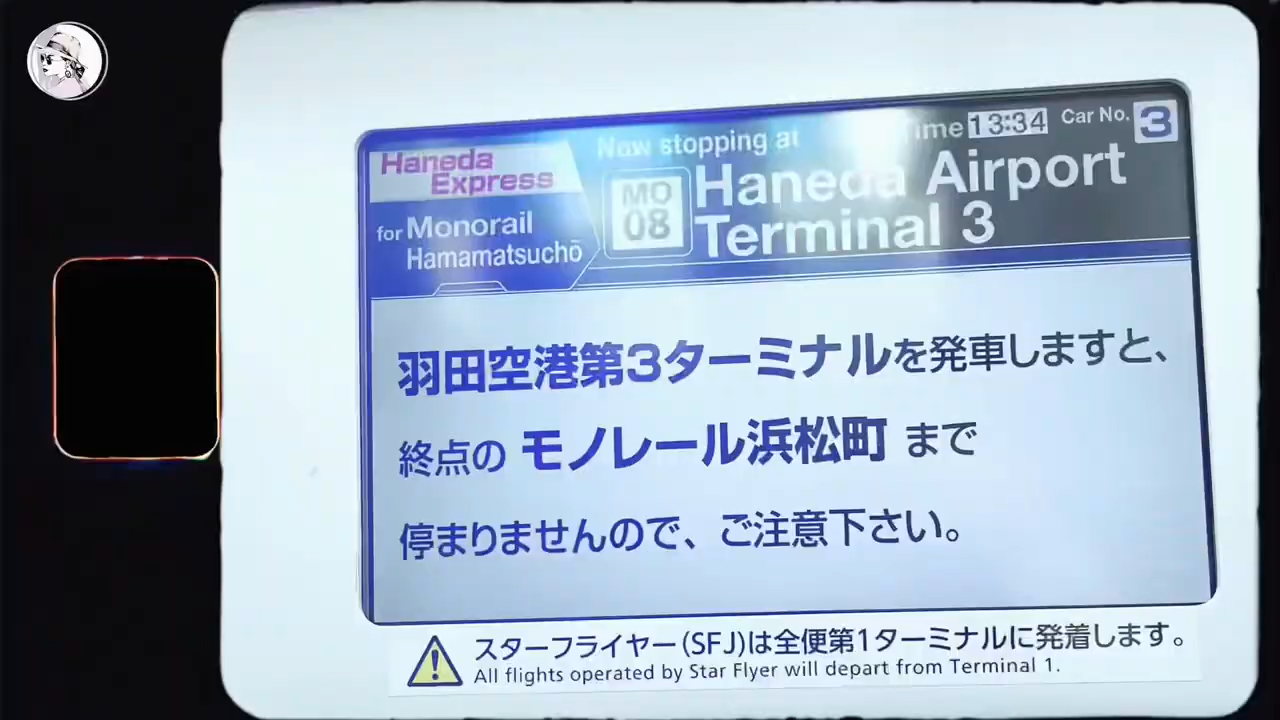 Haneda
Express
for Monorail
Hamamatsuchō
Now stopping at
MO
08
Haneda Airport
Terminal 3
Time 13:34
Car No. 3
羽田空港第3ターミナルを発車しますと、
終点の モノレール浜松町 まで
停まりませんので、ご注意下さい。
スターフライヤー(SFJ)は全便第1ターミナルに発着します。
All flights operated by Star Flyer will depart from Terminal 1.